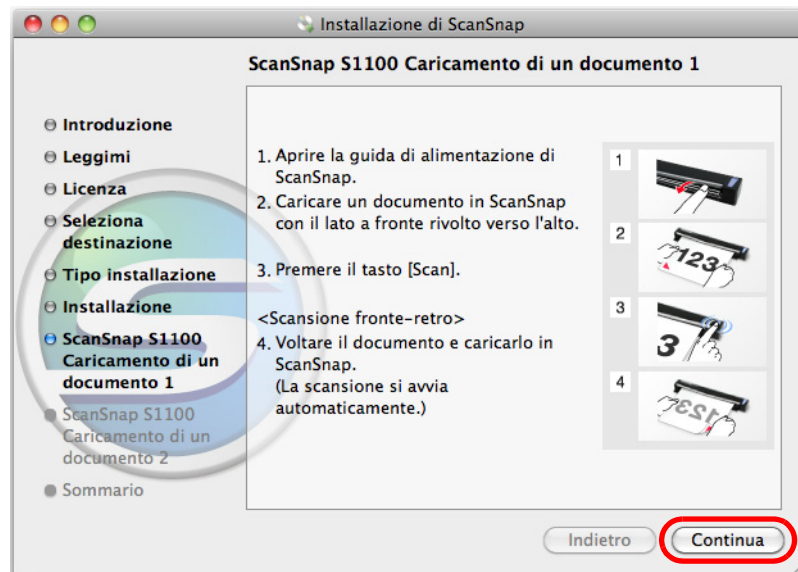 Installazione di ScanSnap
ScanSnap S1100 Caricamento di un documento 1
Introduzione
Leggimi
Licenza
Seleziona
destinazione
Tipo installazione
Installazione
ScanSnap S1100
Caricamento di un
documento 1
ScanSnap S1100
Caricamento di un
documento 2
Sommario
1. Aprire la guida di alimentazione di
ScanSnap.
2. Caricare un documento in ScanSnap
con il lato a fronte rivolto verso l'alto.
3. Premere il tasto [Scan].
<Scansione fronte-retro>
4. Voltare il documento e caricarlo in
ScanSnap.
(La scansione si avvia
automaticamente.)
1
2
123
3
3
4
123
Indietro
Continua